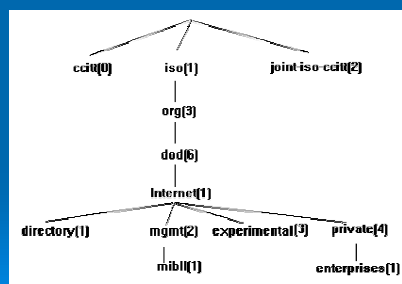 ccitt(0) iso(1) joint-iso-ccitt(2)
org(3)
dod(6)
Internet(1)
directory(1) mgmt(2) experimental(3) private(4)
mibII(1) enterprises(1)